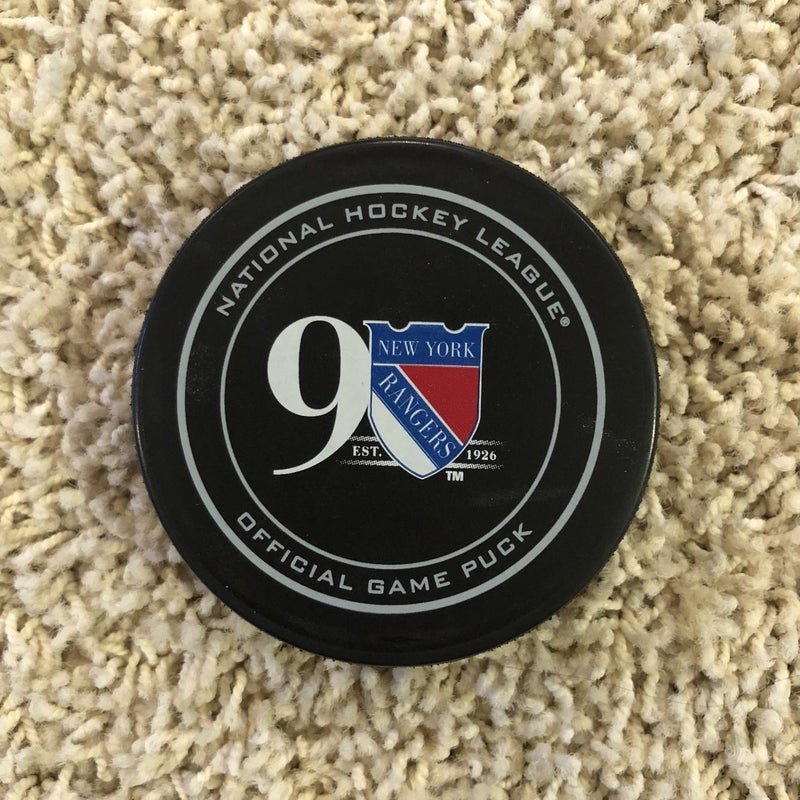 NATIONAL HOCKEY LEAGUE®
9
NEW YORK
RANGERS
EST. 1926
TM
OFFICIAL GAME PUCK